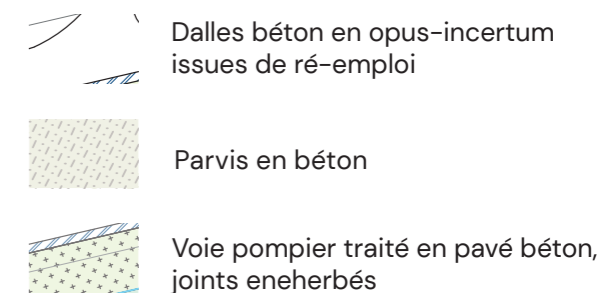 Dalles béton en opus-incertum
issues de ré-emploi
Parvis en béton
Voie pompier traité en pavé béton,
joints eneherbés